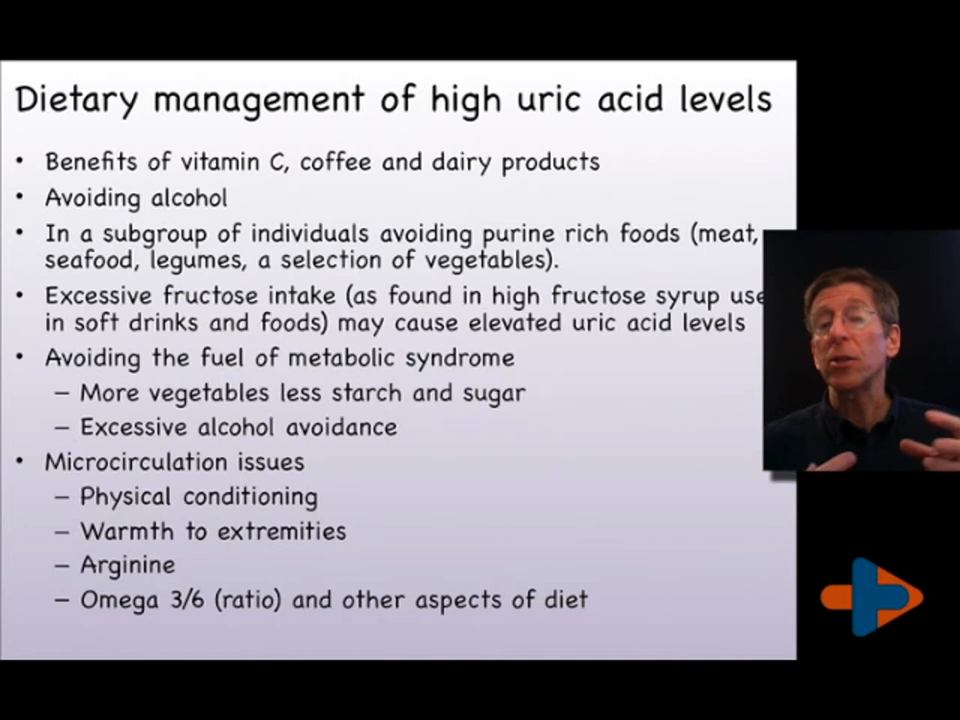 Dietary management of high uric acid levels
• Benefits of vitamin C, coffee and dairy products
• Avoiding alcohol
• In a subgroup of individuals avoiding purine rich foods (meat,
seafood, legumes, a selection of vegetables).
• Excessive fructose intake (as found in high fructose syrup use
in soft drinks and foods) may cause elevated uric acid levels
• Avoiding the fuel of metabolic syndrome
– More vegetables less starch and sugar
– Excessive alcohol avoidance
• Microcirculation issues
– Physical conditioning
– Warmth to extremities
– Arginine
– Omega 3/6 (ratio) and other aspects of diet